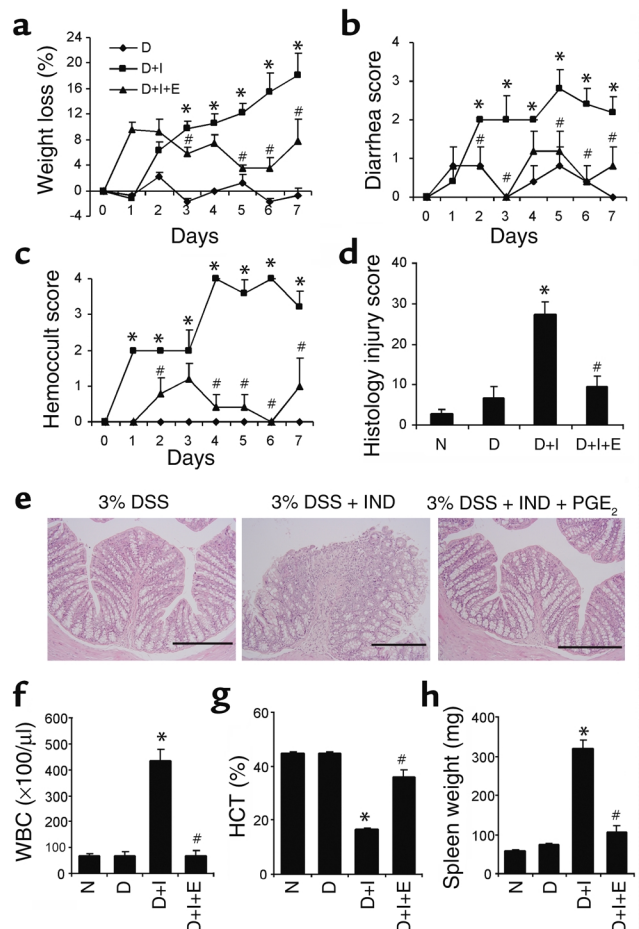 a
Weight loss (%)
24
20
16
12
8
4
0
-4
D
D+I
D+I+E
* * * * *
# # # #
0 1 2 3 4 5 6 7
Days
b
Diarrhea score
4
3
2
1
0
* * * * * *
# # # #
0 1 2 3 4 5 6 7
Days
c
Hemoccult score
4
3
2
1
0
* * * * * * *
# # # # #
0 1 2 3 4 5 6 7
Days
d
Histology injury score
40
30
20
10
0
*
#
N D D+I D+I+E
e
3% DSS
3% DSS + IND
3% DSS + IND + PGE₂
f
WBC (×100/µl)
600
500
400
300
200
100
0
*
#
N D D+I D+I+E
g
HCT (%)
60
40
20
0
*
#
N D D+I D+I+E
h
Spleen weight (mg)
400
300
200
100
0
*
#
N D D+I D+I+E